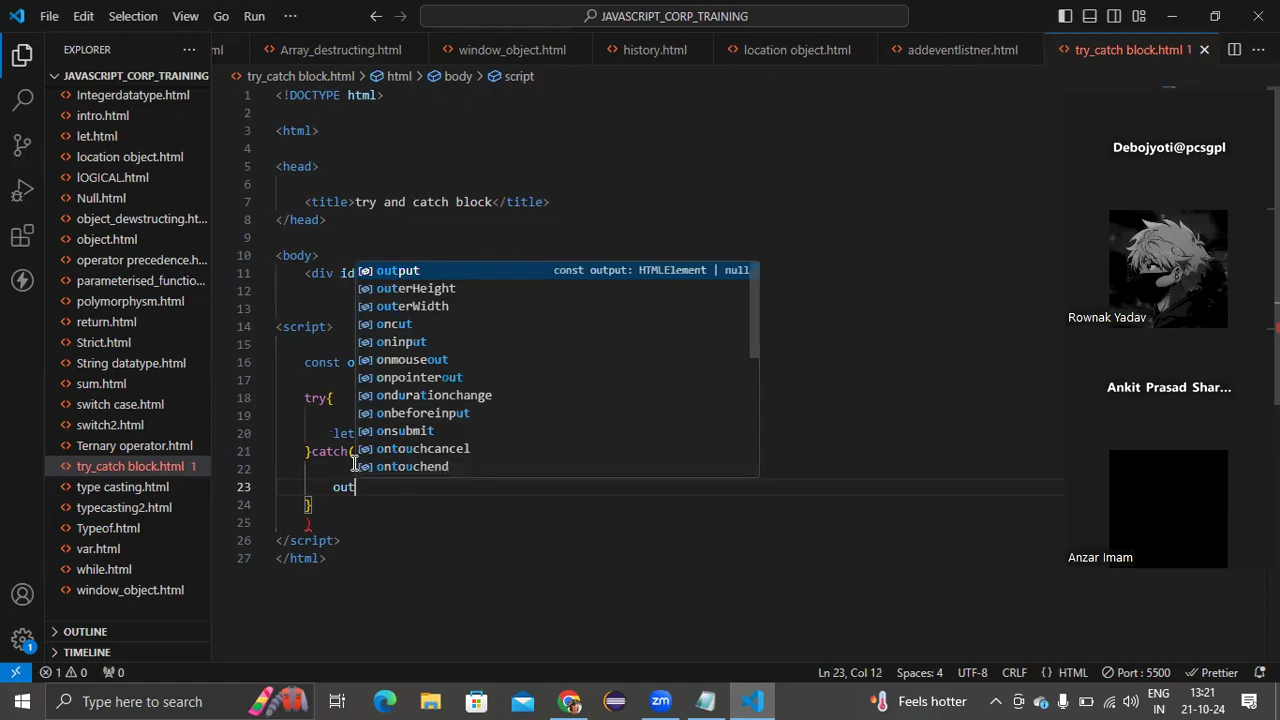 File Edit Selection View Go Run ···
JAVASCRIPT_CORP_TRAINING
EXPLORER
ml Array_destructing.html window_object.html history.html location object.html addeventlistner.html try_catch block.html 1
JAVASCRIPT_CORP_TRAINING
try_catch block.html > html > body > script
Integerdatatype.html
intro.html
let.html
location object.html
lOGICAL.html
Null.html
object_dewstructing.ht...
object.html
operator precedence.h...
parameterised_functio...
polymorphysm.html
return.html
Strict.html
String datatype.html
sum.html
switch case.html
switch2.html
Ternary operator.html
try_catch block.html 1
type casting.html
typecasting2.html
Typeof.html
var.html
while.html
window_object.html
OUTLINE
TIMELINE
1 <!DOCTYPE html>
2
3 <html>
4
5 <head>
6
7 <title>try and catch block</title>
8 </head>
9
10 <body>
11 <div id
12
13
14 <script>
15
16 const o
17
18 try{
19
20 let
21 }catch(
22
23 out
24 }
25 )
26 </script>
27 </html>
output const output: HTMLElement | null
outerHeight
outerWidth
oncut
oninput
onmouseout
onpointerout
ondurationchange
onbeforeinput
onsubmit
ontouchcancel
ontouchend
Debojyoti@pcsgpl
Rownak Yadav
Ankit Prasad Shar...
Anzar Imam
1 0 0 Ln 23, Col 12 Spaces: 4 UTF-8 CRLF {} HTML Port : 5500 Prettier
1
Type here to search
zm
Feels hotter
ENG
IN
13:21
21-10-24